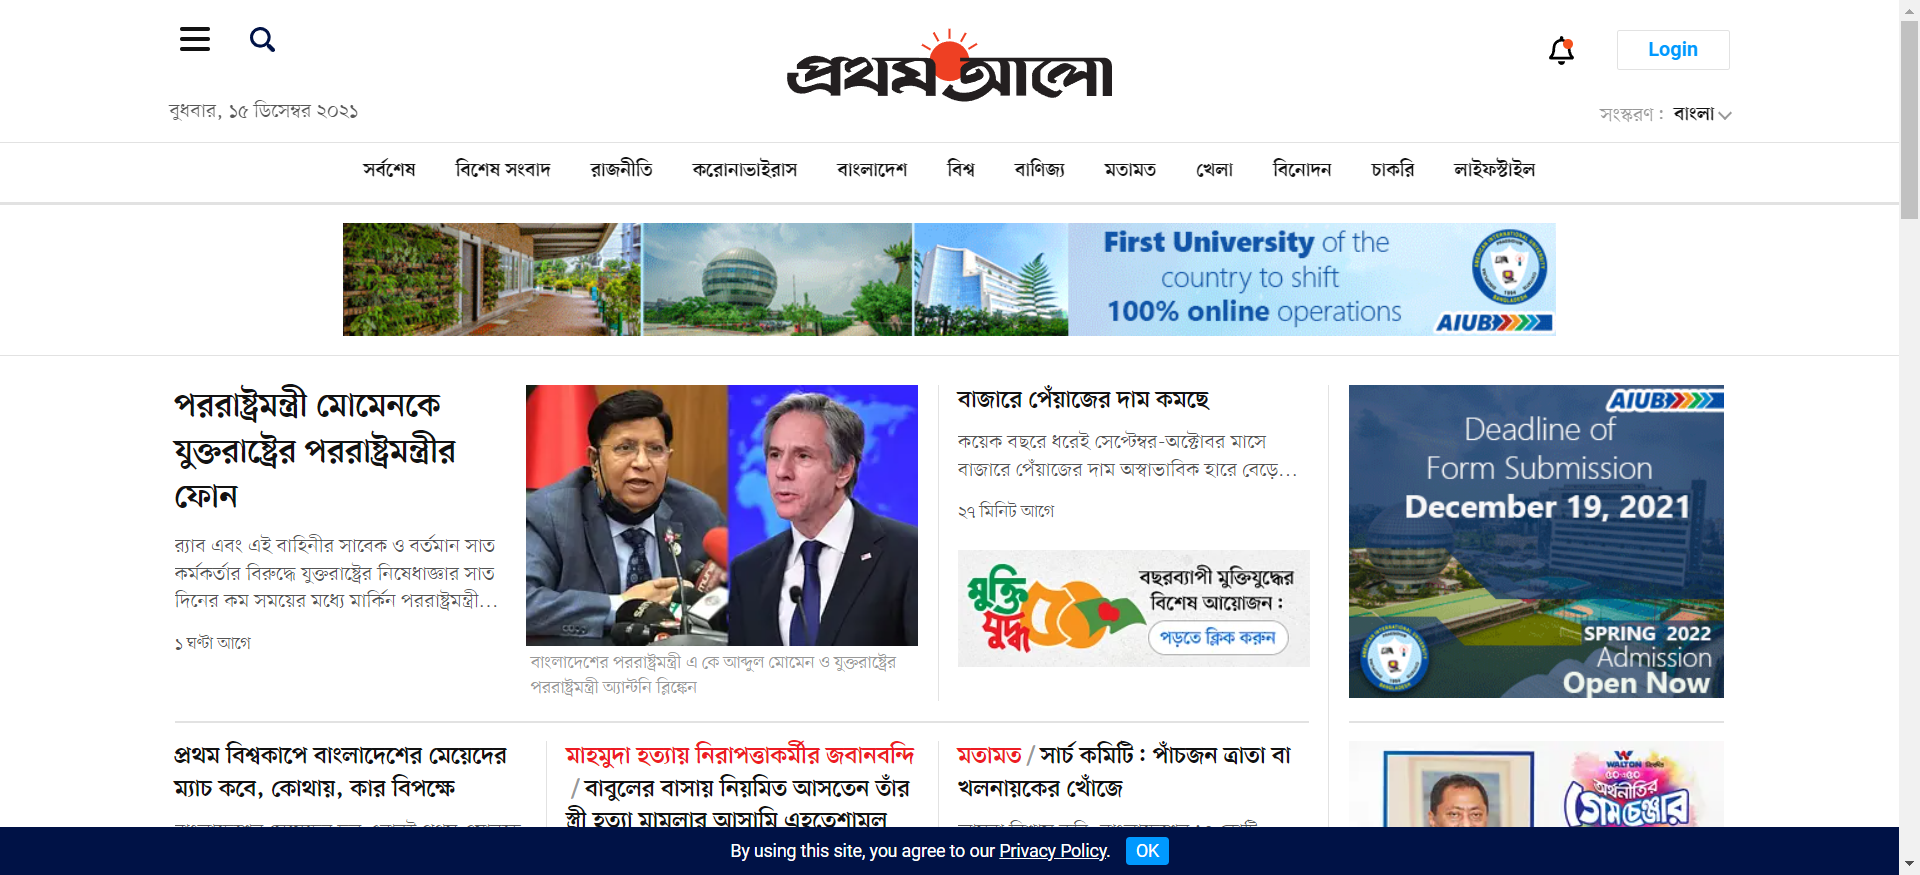 প্রথম আলো
Login
বুধবার, ১৫ ডিসেম্বর ২০২১
সংস্করণ : বাংলা
সর্বশেষ বিশেষ সংবাদ রাজনীতি করোনাভাইরাস বাংলাদেশ বিশ্ব বাণিজ্য মতামত খেলা বিনোদন চাকরি লাইফস্টাইল
First University of the
country to shift
100% online operations
AIUB
পররাষ্ট্রমন্ত্রী মোমেনকে
যুক্তরাষ্ট্রের পররাষ্ট্রমন্ত্রীর
ফোন
র‍্যাব এবং এই বাহিনীর সাবেক ও বর্তমান সাত
কর্মকর্তার বিরুদ্ধে যুক্তরাষ্ট্রের নিষেধাজ্ঞার সাত
দিনের কম সময়ের মধ্যে মার্কিন পররাষ্ট্রমন্ত্রী...
১ ঘণ্টা আগে
বাংলাদেশের পররাষ্ট্রমন্ত্রী এ কে আব্দুল মোমেন ও যুক্তরাষ্ট্রের
পররাষ্ট্রমন্ত্রী অ্যান্টনি ব্লিঙ্কেন
বাজারে পেঁয়াজের দাম কমছে
কয়েক বছরে ধরেই সেপ্টেম্বর-অক্টোবর মাসে
বাজারে পেঁয়াজের দাম অস্বাভাবিক হারে বেড়ে...
২৭ মিনিট আগে
মুক্তি
যুদ্ধ
৫০
বছরব্যাপী মুক্তিযুদ্ধের
বিশেষ আয়োজন :
পড়তে ক্লিক করুন
AIUB
Deadline of
Form Submission
December 19, 2021
SPRING 2022
Admission
Open Now
প্রথম বিশ্বকাপে বাংলাদেশের মেয়েদের
ম্যাচ কবে, কোথায়, কার বিপক্ষে
মাহমুদা হত্যায় নিরাপত্তাকর্মীর জবানবন্দি
/ বাবুলের বাসায় নিয়মিত আসতেন তাঁর
স্ত্রী হত্যা মামলার আসামি এহতেশামুল
মতামত / সার্চ কমিটি : পাঁচজন ত্রাতা বা
খলনায়কের খোঁজে
WALTON
৫০-এ৫০
অর্থনীতির
গেমচেঞ্জার
By using this site, you agree to our Privacy Policy. OK